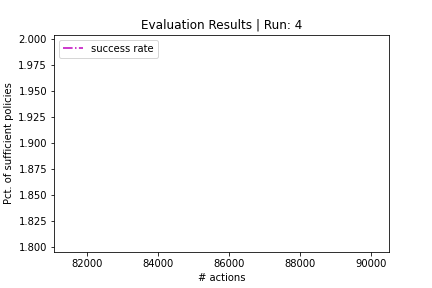 Evaluation Results | Run: 4
success rate
Pct. of sufficient policies
2.000
1.975
1.950
1.925
1.900
1.875
1.850
1.825
1.800
82000 84000 86000 88000 90000
# actions